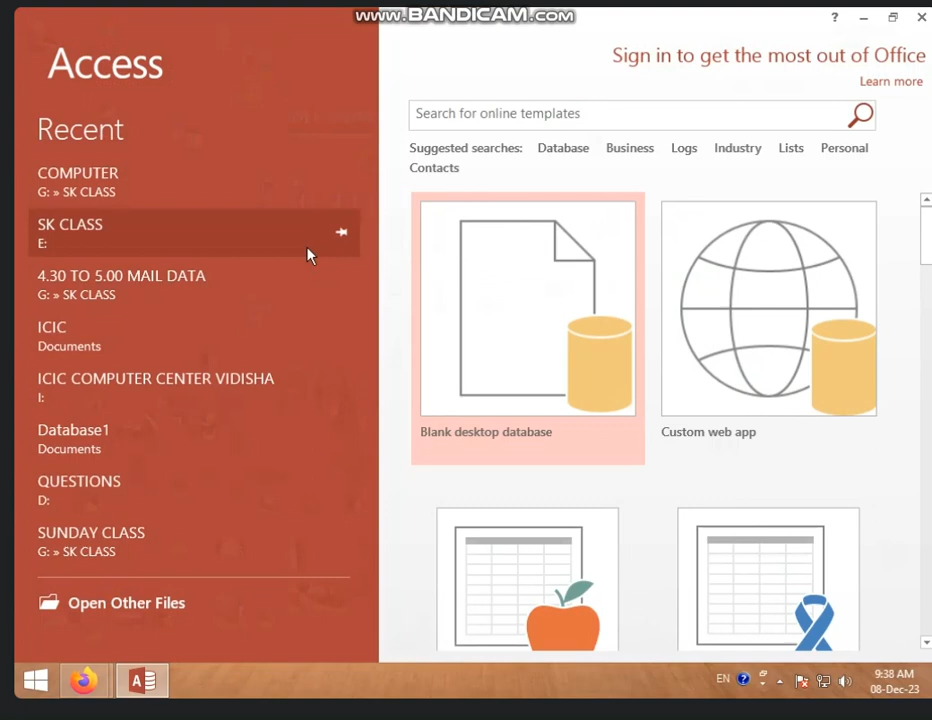 www.BANDICAM.com
?
Access
Sign in to get the most out of Office
Learn more
Recent
Search for online templates
Suggested searches: Database Business Logs Industry Lists Personal
Contacts
COMPUTER
G: » SK CLASS
SK CLASS
E:
4.30 TO 5.00 MAIL DATA
G: » SK CLASS
ICIC
Documents
ICIC COMPUTER CENTER VIDISHA
I:
Database1
Documents
QUESTIONS
D:
SUNDAY CLASS
G: » SK CLASS
Open Other Files
Blank desktop database
Custom web app
A
EN ?
9:38 AM
08-Dec-23